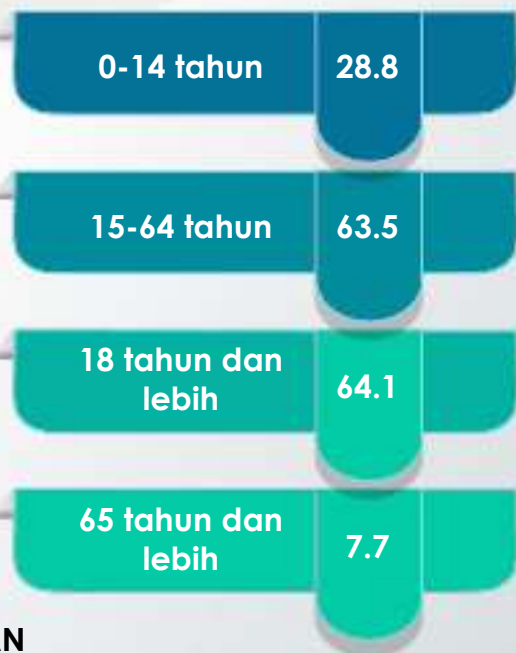 0-14 tahun 28.8
15-64 tahun 63.5
18 tahun dan
lebih 64.1
65 tahun dan
lebih 7.7